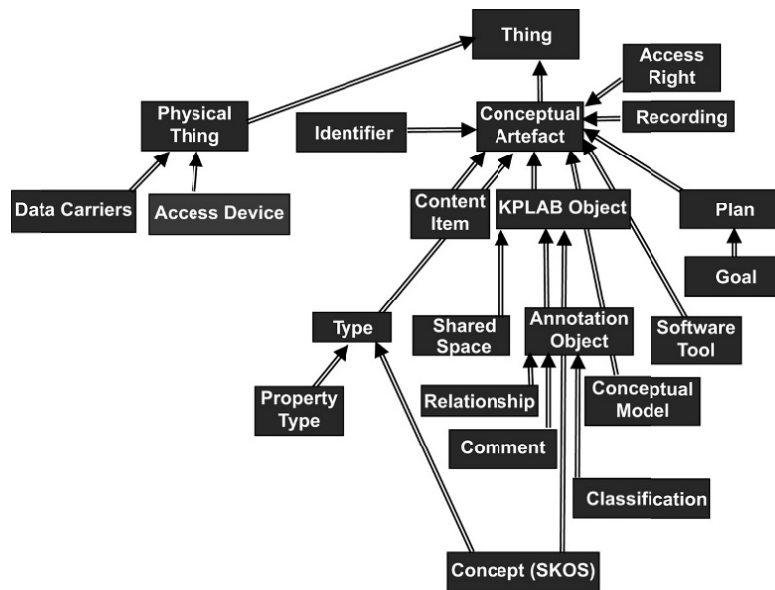 Thing
Access
Right
Physical
Thing
Identifier
Conceptual
Artefact
Recording
Data Carriers
Access Device
Content
Item
KPLAB Object
Plan
Goal
Type
Shared
Space
Annotation
Object
Software
Tool
Property
Type
Relationship
Conceptual
Model
Comment
Classification
Concept (SKOS)